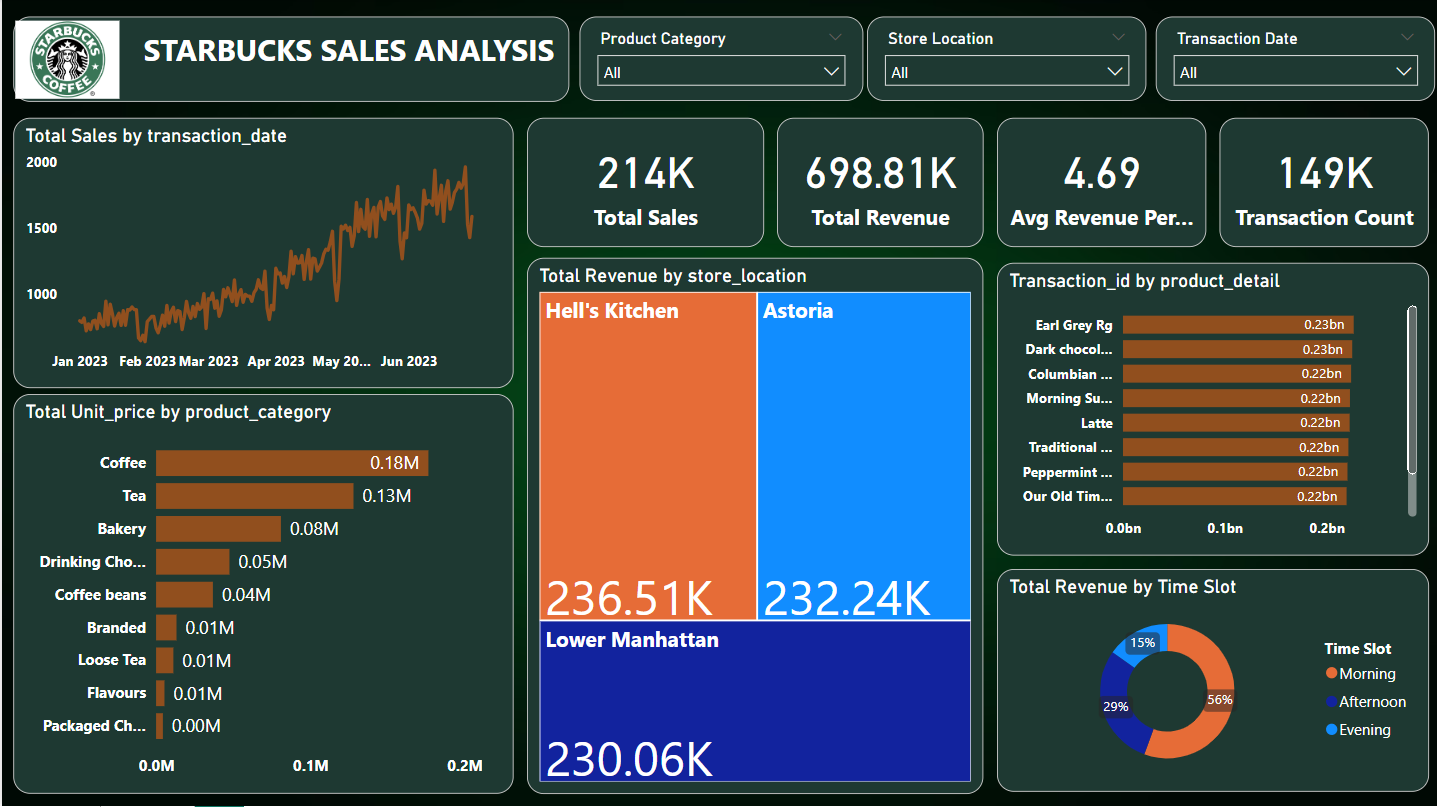 STARBUCKS
COFFEE
®
STARBUCKS SALES ANALYSIS
Product Category
All
Store Location
All
Transaction Date
All
Total Sales by transaction_date
2000
1500
1000
Jan 2023 Feb 2023 Mar 2023 Apr 2023 May 20... Jun 2023
214K
Total Sales
698.81K
Total Revenue
4.69
Avg Revenue Per...
149K
Transaction Count
Total Unit_price by product_category
Coffee 0.18M
Tea 0.13M
Bakery 0.08M
Drinking Cho... 0.05M
Coffee beans 0.04M
Branded 0.01M
Loose Tea 0.01M
Flavours 0.01M
Packaged Ch... 0.00M
0.0M 0.1M 0.2M
Total Revenue by store_location
Hell's Kitchen
236.51K
Astoria
232.24K
Lower Manhattan
230.06K
Transaction_id by product_detail
Earl Grey Rg 0.23bn
Dark chocol... 0.23bn
Columbian ... 0.22bn
Morning Su... 0.22bn
Latte 0.22bn
Traditional ... 0.22bn
Peppermint ... 0.22bn
Our Old Tim... 0.22bn
0.0bn 0.1bn 0.2bn
Total Revenue by Time Slot
15%
29%
56%
Time Slot
Morning
Afternoon
Evening